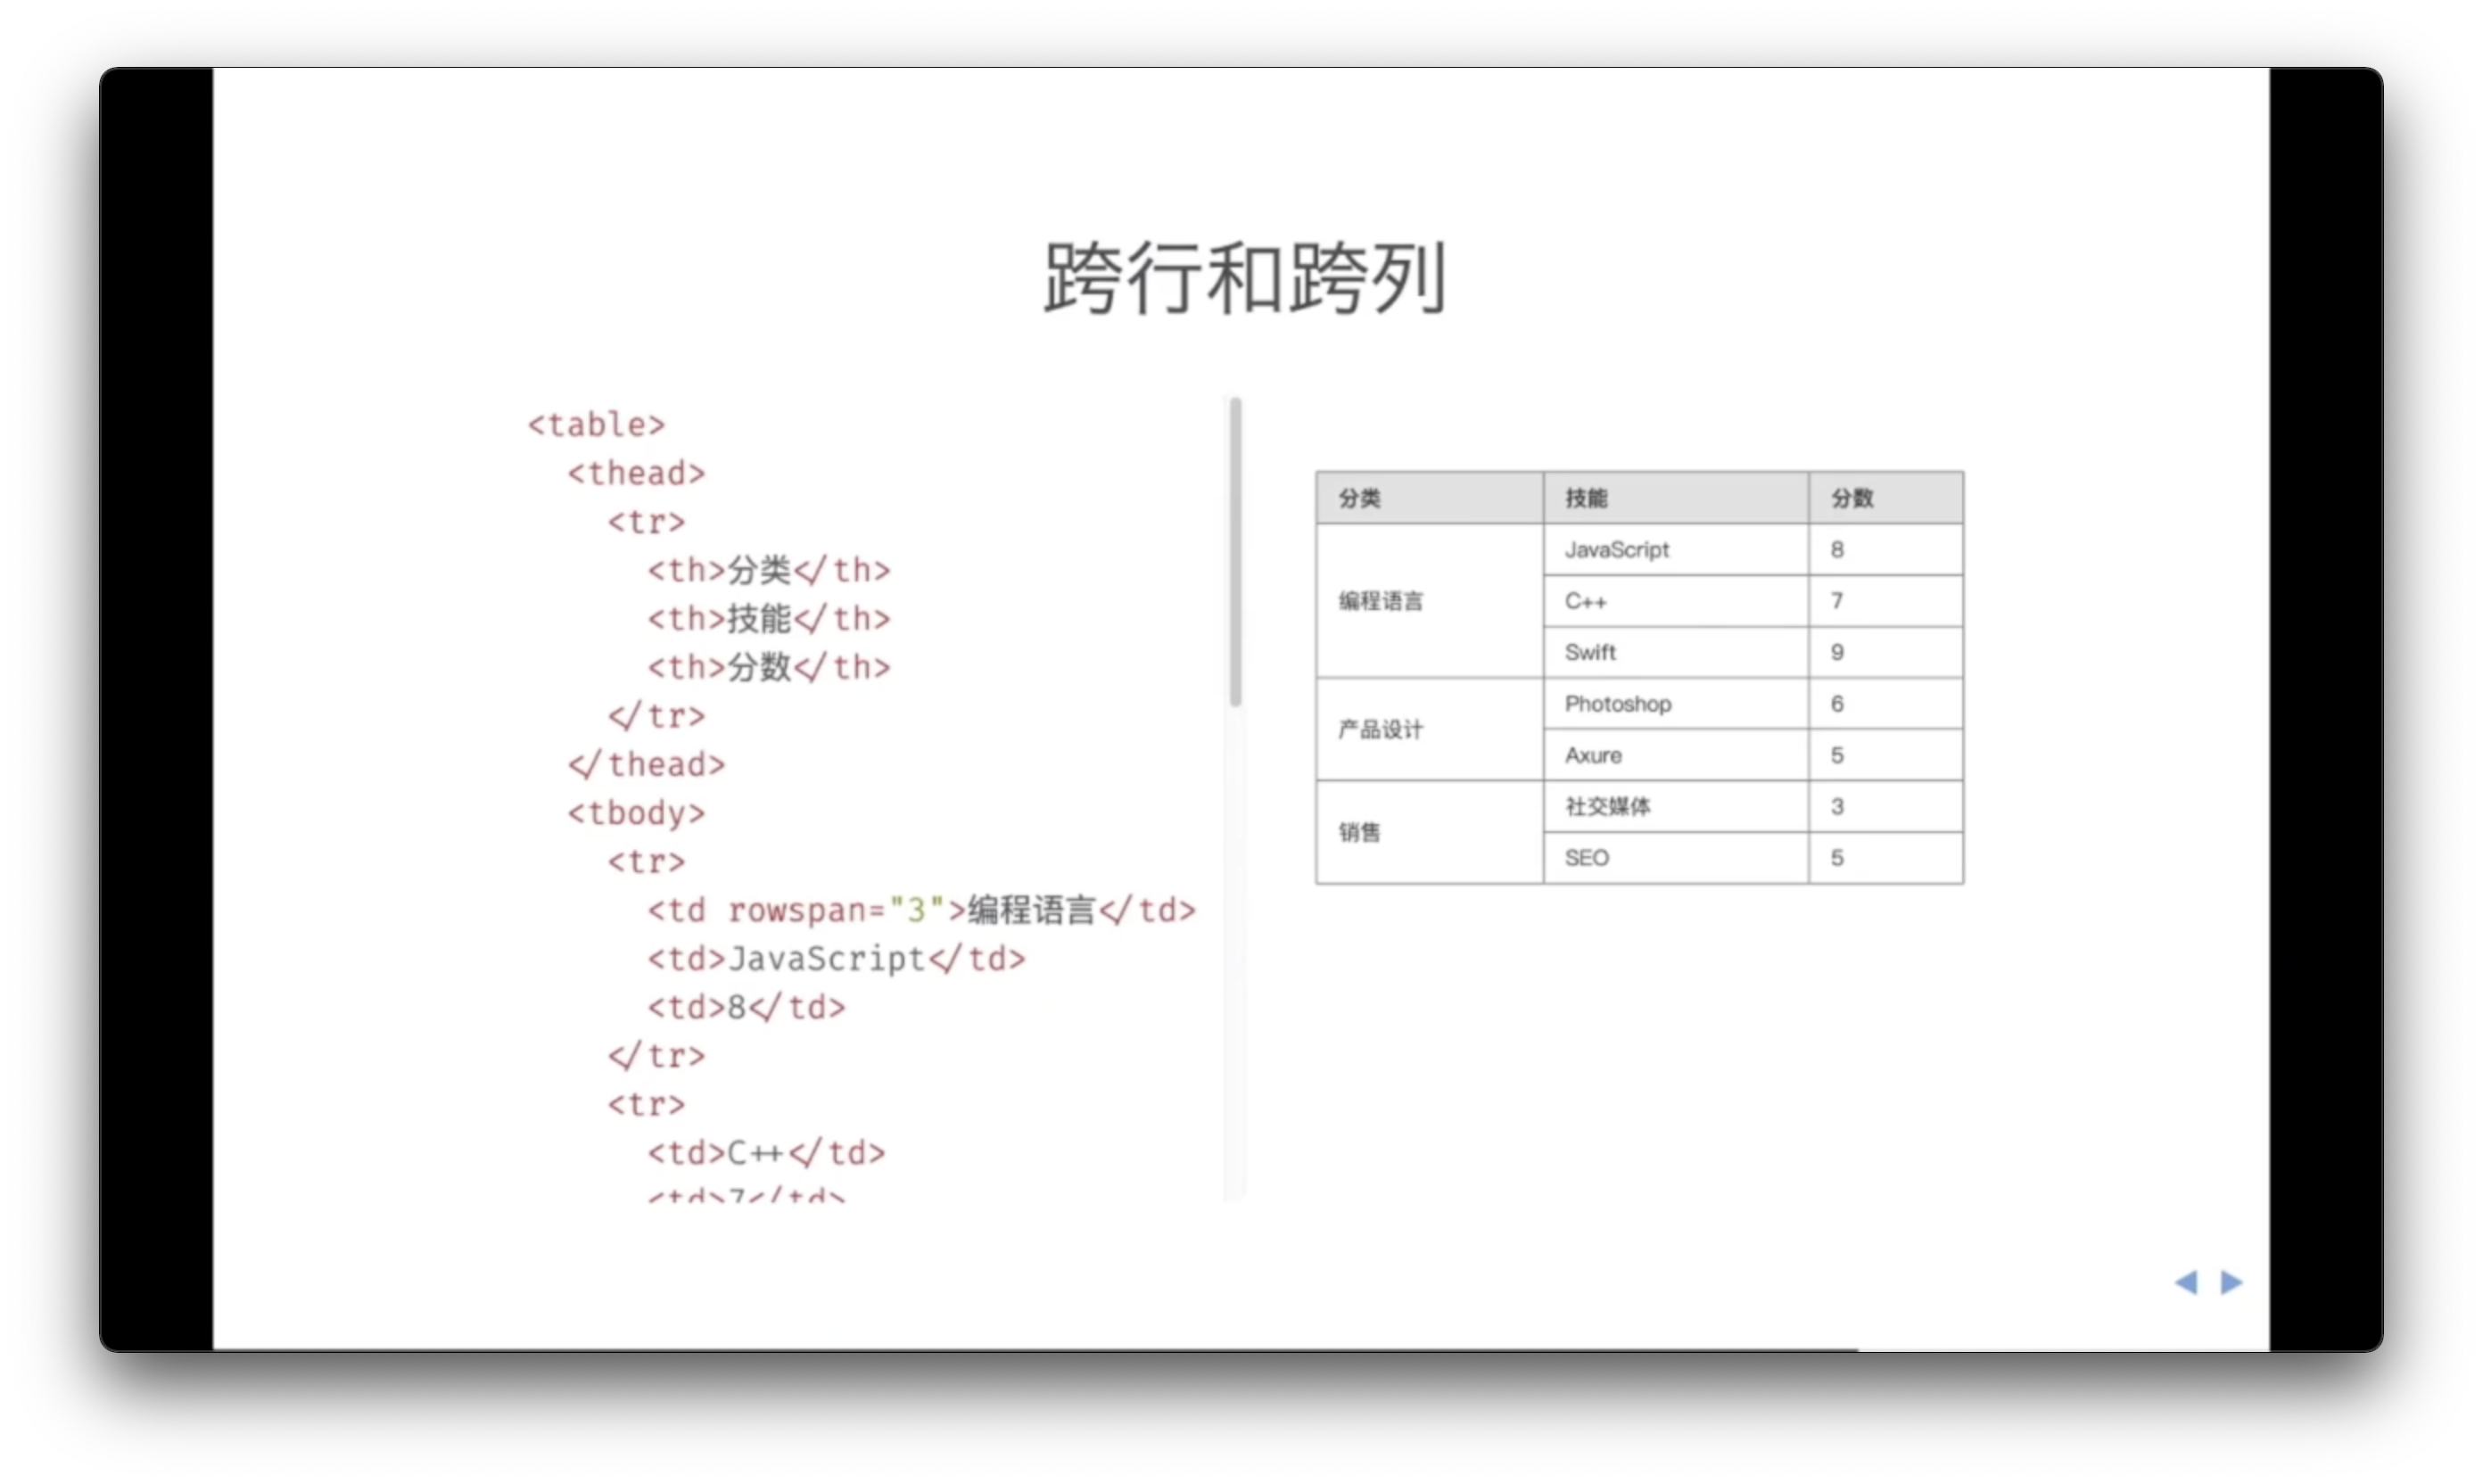 跨行和跨列
<table>
<thead>
<tr>
<th>分类</th>
<th>技能</th>
<th>分数</th>
</tr>
</thead>
<tbody>
<tr>
<td rowspan="3">编程语言</td>
<td>JavaScript</td>
<td>8</td>
</tr>
<tr>
<td>C++</td>
<td>7</td>
分类 技能 分数
编程语言
JavaScript 8
C++ 7
Swift 9
产品设计
Photoshop 6
Axure 5
销售
社交媒体 3
SEO 5